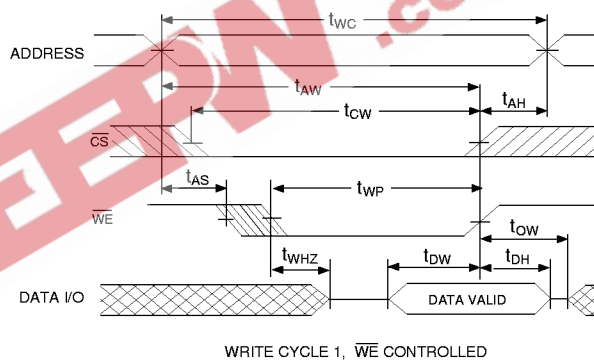 tWC
ADDRESS
tAW
tCW
tAH
CS
tAS
tWP
WE
tOW
tWHZ
tDW
tDH
DATA I/O
DATA VALID
WRITE CYCLE 1, WE CONTROLLED